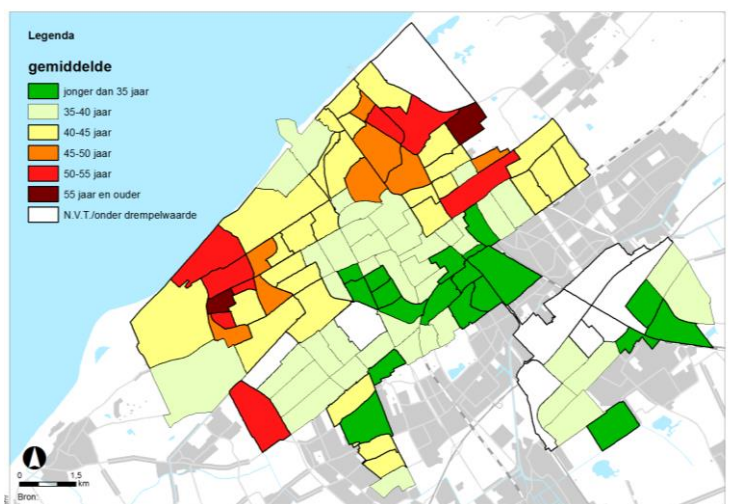 Legenda
gemiddelde
jonger dan 35 jaar
35-40 jaar
40-45 jaar
45-50 jaar
50-55 jaar
55 jaar en ouder
N.V.T./onder drempelwaarde
0 1,5
km
Bron: